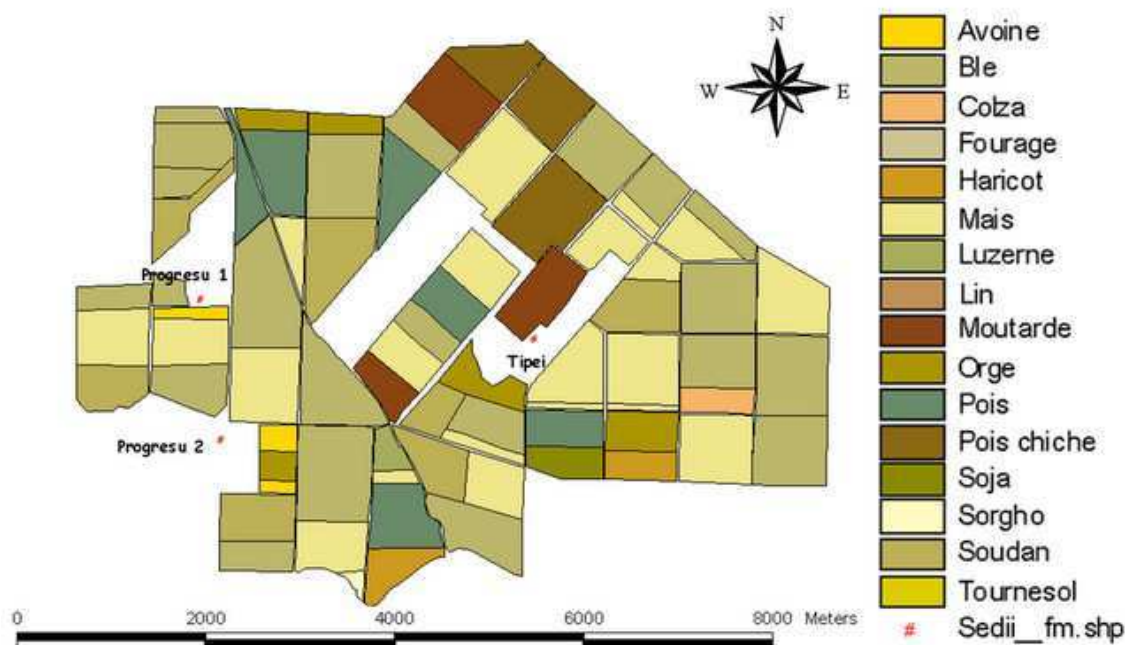 N
W E
S
Progresu 1
Tipei
Progresu 2
0 2000 4000 6000 8000 Meters
Avoine
Ble
Colza
Fourage
Haricot
Mais
Luzerne
Lin
Moutarde
Orge
Pois
Pois chiche
Soja
Sorgho
Soudan
Tournesol
# Sedii__fm.shp